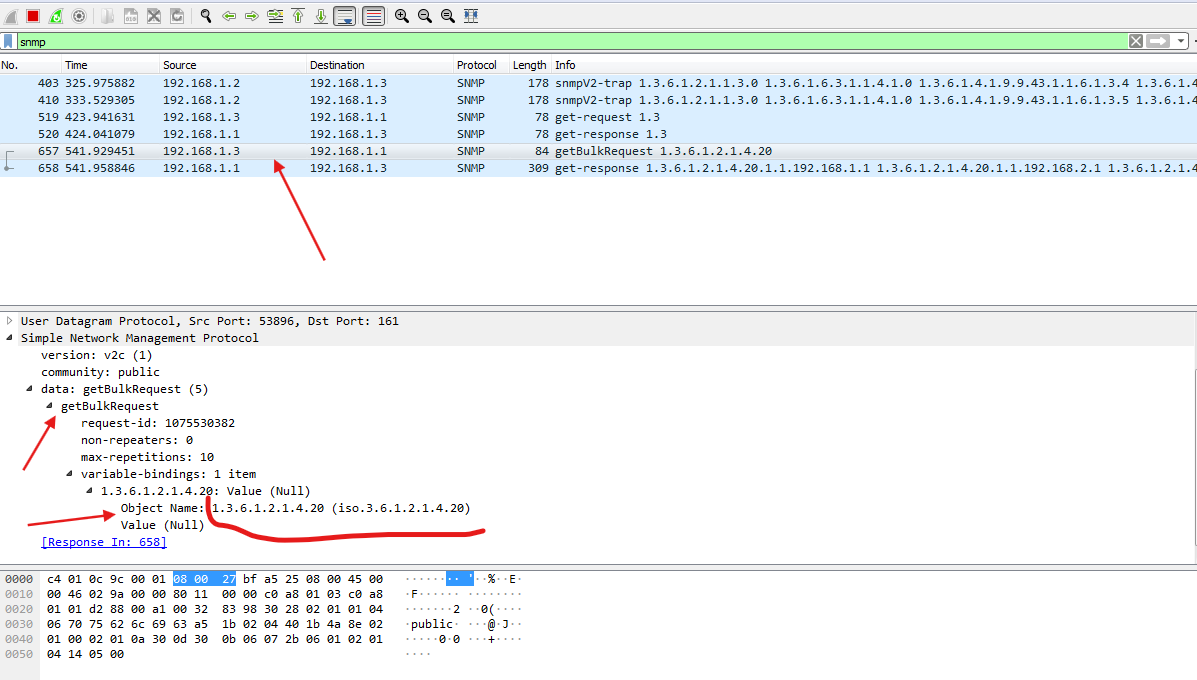 snmp
No. Time Source Destination Protocol Length Info
403 325.975882 192.168.1.2 192.168.1.3 SNMP 178 snmpV2-trap 1.3.6.1.2.1.1.3.0 1.3.6.1.6.3.1.1.4.1.0 1.3.6.1.4.1.9.9.43.1.1.6.1.3.4 1.3.6.1.4
410 333.529305 192.168.1.2 192.168.1.3 SNMP 178 snmpV2-trap 1.3.6.1.2.1.1.3.0 1.3.6.1.6.3.1.1.4.1.0 1.3.6.1.4.1.9.9.43.1.1.6.1.3.5 1.3.6.1.4
519 423.941631 192.168.1.3 192.168.1.1 SNMP 78 get-request 1.3
520 424.041079 192.168.1.1 192.168.1.3 SNMP 78 get-response 1.3
657 541.929451 192.168.1.3 192.168.1.1 SNMP 84 getBulkRequest 1.3.6.1.2.1.4.20
658 541.958846 192.168.1.1 192.168.1.3 SNMP 309 get-response 1.3.6.1.2.1.4.20.1.1.192.168.1.1 1.3.6.1.2.1.4.20.1.1.192.168.2.1 1.3.6.1.2.1.4
User Datagram Protocol, Src Port: 53896, Dst Port: 161
Simple Network Management Protocol
version: v2c (1)
community: public
data: getBulkRequest (5)
getBulkRequest
request-id: 1075530382
non-repeaters: 0
max-repetitions: 10
variable-bindings: 1 item
1.3.6.1.2.1.4.20: Value (Null)
Object Name: 1.3.6.1.2.1.4.20 (iso.3.6.1.2.1.4.20)
Value (Null)
[Response In: 658]
0000 c4 01 0c 9c 00 01 08 00 27 bf a5 25 08 00 45 00 ········'··%··E·
0010 00 46 02 9a 00 00 80 11 00 00 c0 a8 01 03 c0 a8 ·F······ ········
0020 01 01 d2 88 00 a1 00 32 83 98 30 28 02 01 01 04 ·······2 ··0(····
0030 06 70 75 62 6c 69 63 a5 1b 02 04 40 1b 4a 8e 02 ·public· ···@·J··
0040 01 00 02 01 0a 30 0d 30 0b 06 07 2b 06 01 02 01 ·····0·0 ···+····
0050 04 14 05 00 ····